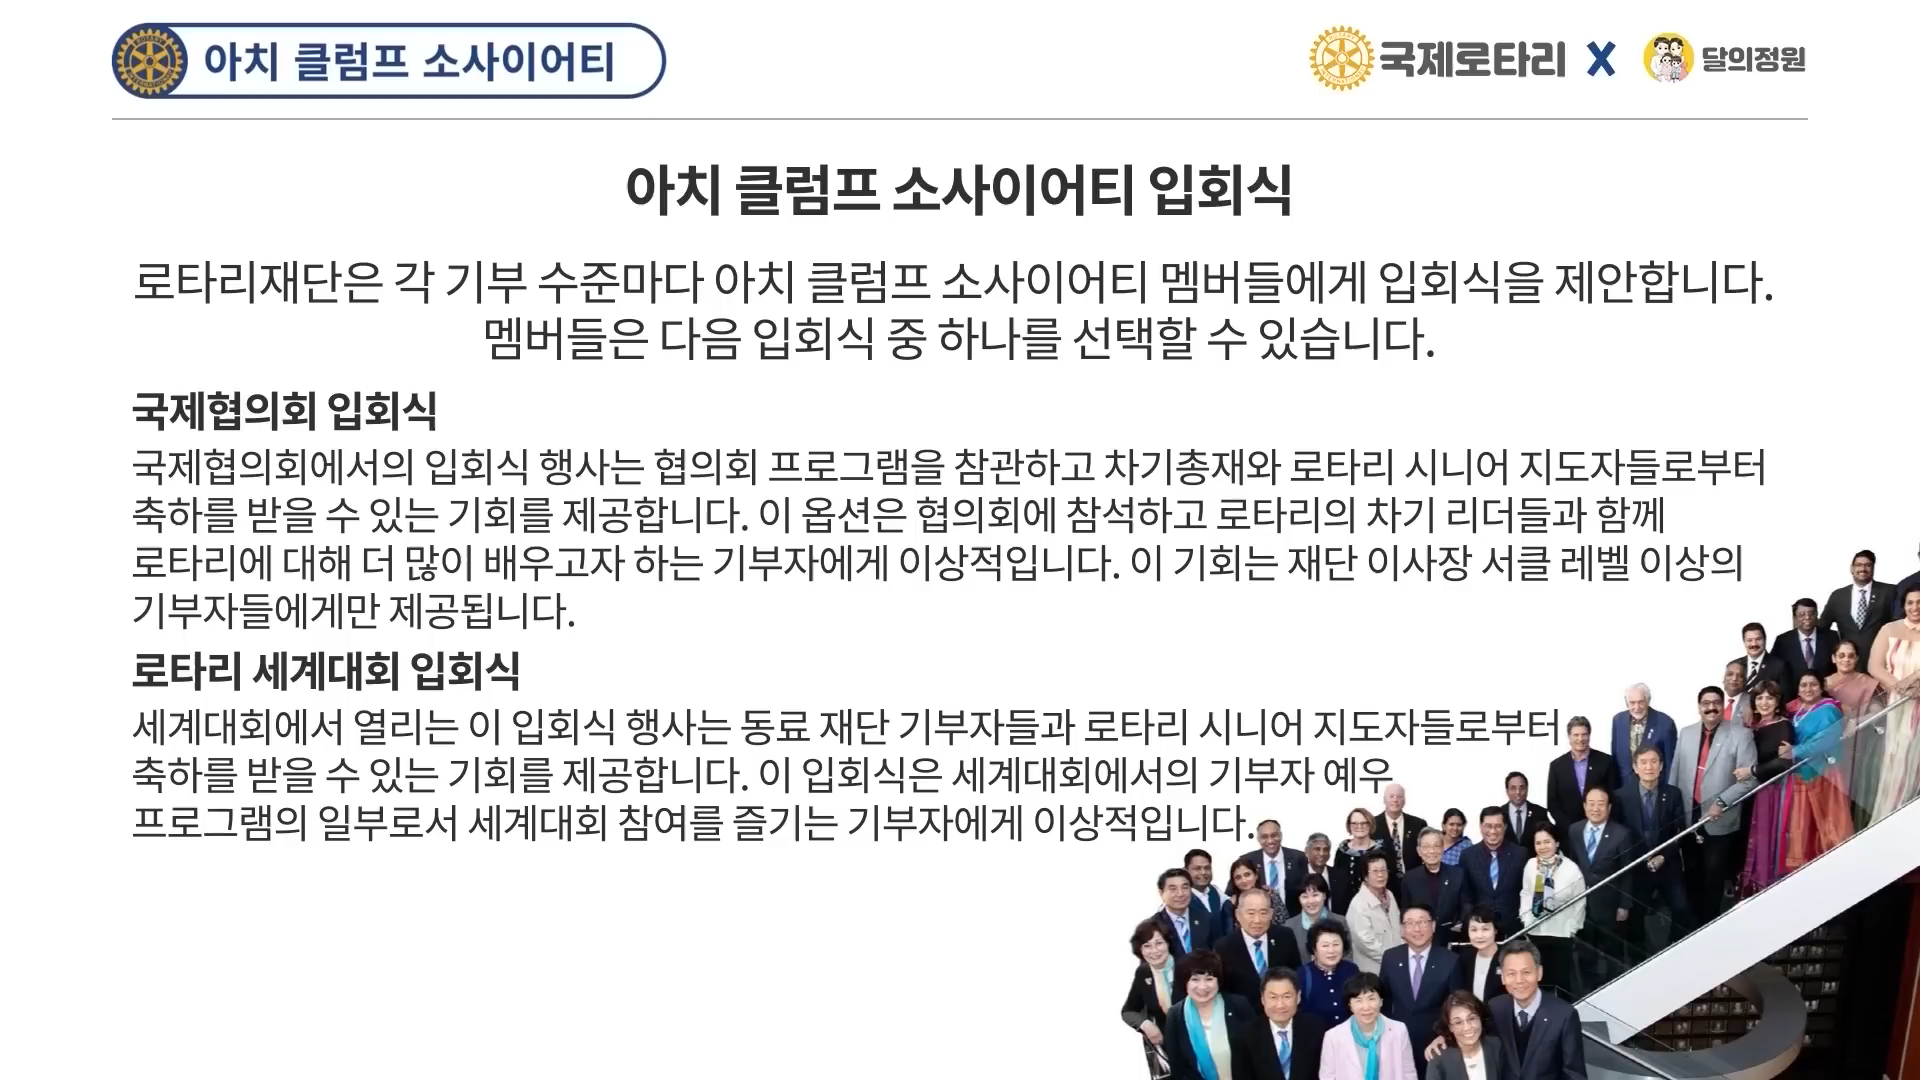 아치 클럼프 소사이어티
국제로타리 X 달의정원
아치 클럼프 소사이어티 입회식
로타리재단은 각 기부 수준마다 아치 클럼프 소사이어티 멤버들에게 입회식을 제안합니다.
멤버들은 다음 입회식 중 하나를 선택할 수 있습니다.
국제협의회 입회식
국제협의회에서의 입회식 행사는 협의회 프로그램을 참관하고 차기총재와 로타리 시니어 지도자들로부터
축하를 받을 수 있는 기회를 제공합니다. 이 옵션은 협의회에 참석하고 로타리의 차기 리더들과 함께
로타리에 대해 더 많이 배우고자 하는 기부자에게 이상적입니다. 이 기회는 재단 이사장 서클 레벨 이상의
기부자들에게만 제공됩니다.
로타리 세계대회 입회식
세계대회에서 열리는 이 입회식 행사는 동료 재단 기부자들과 로타리 시니어 지도자들로부터
축하를 받을 수 있는 기회를 제공합니다. 이 입회식은 세계대회에서의 기부자 예우
프로그램의 일부로서 세계대회 참여를 즐기는 기부자에게 이상적입니다.